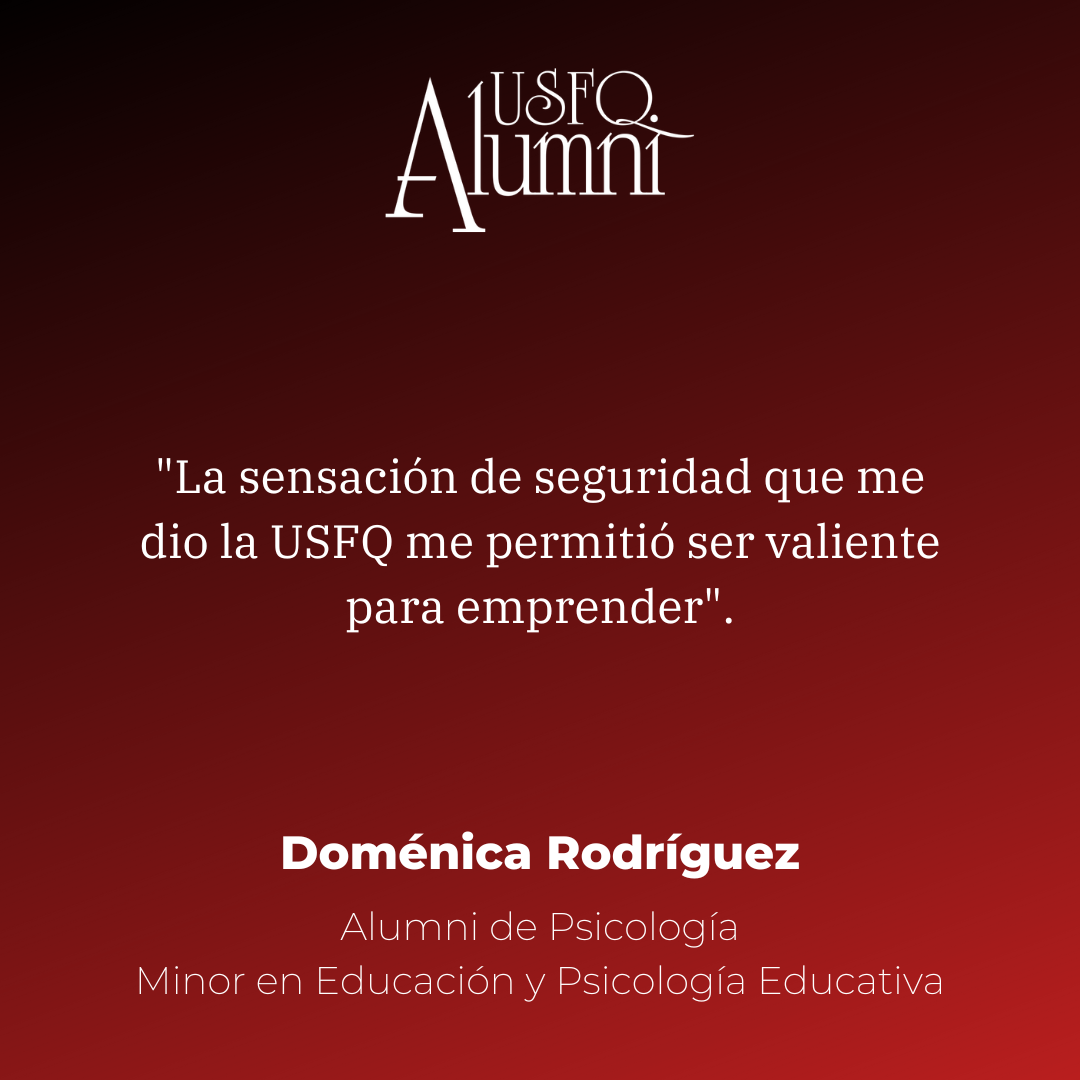 USFQ
Alumni
"La sensación de seguridad que me
dio la USFQ me permitió ser valiente
para emprender".
Doménica Rodríguez
Alumni de Psicología
Minor en Educación y Psicología Educativa